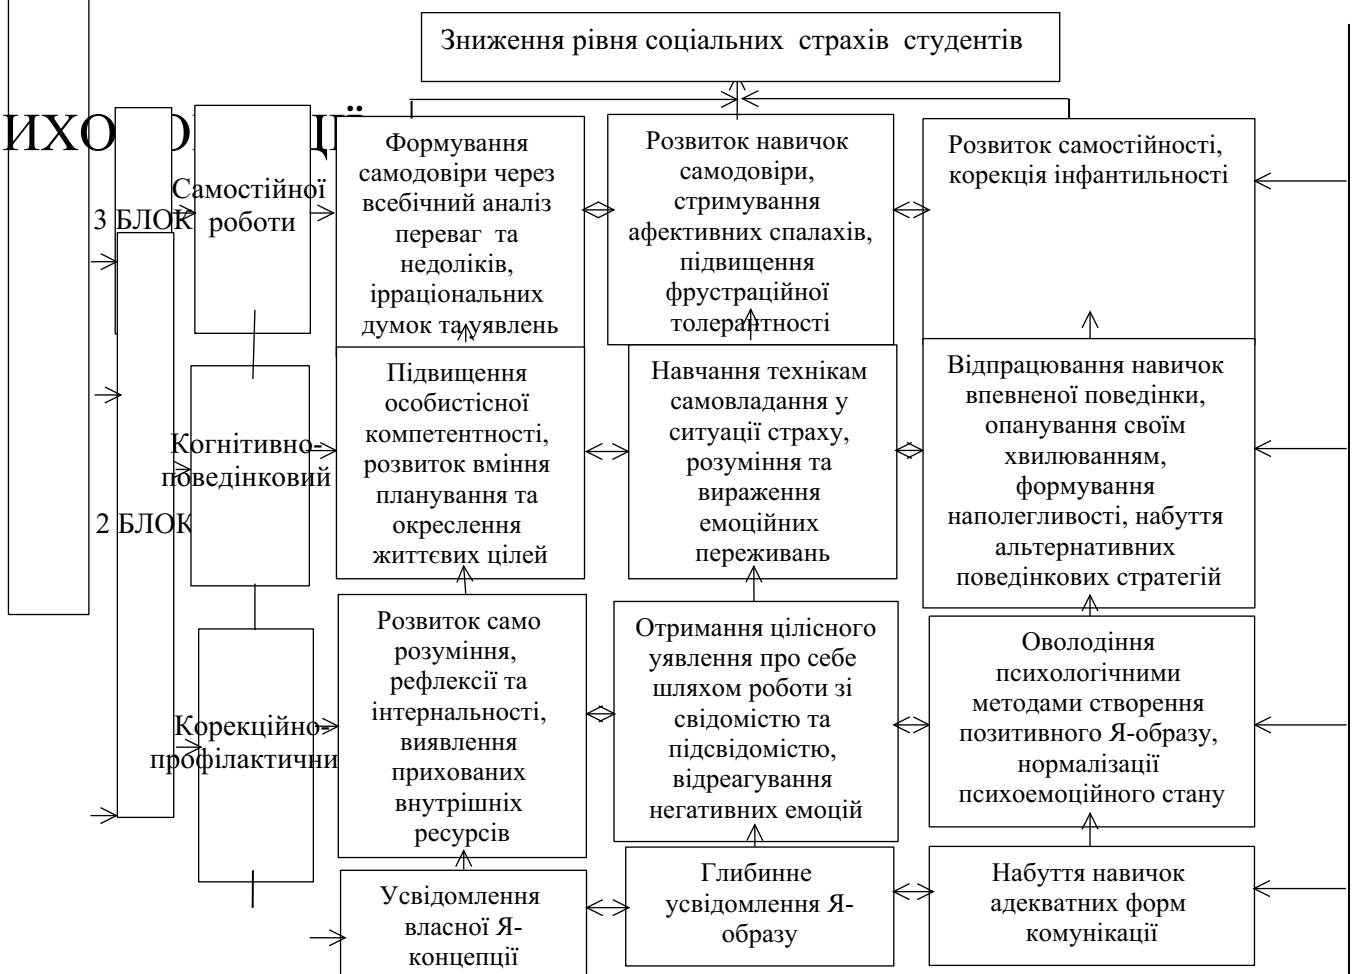 Зниження рівня соціальних страхів студентів
3 БЛОК
Самостійної
роботи
Формування
самодовіри через
всебічний аналіз
переваг та
недоліків,
ірраціональних
думок та уявлень
Розвиток навичок
самодовіри,
стримування
афективних спалахів,
підвищення
фрустраційної
толерантності
Розвиток самостійності,
корекція інфантильності
2 БЛОК
Когнітивно-
поведінковий
Підвищення
особистісної
компетентності,
розвиток вміння
планування та
окреслення
життєвих цілей
Навчання технікам
самовладання у
ситуації страху,
розуміння та
вираження
емоційних
переживань
Відпрацювання навичок
впевненої поведінки,
опанування своїм
хвилюванням,
формування
наполегливості, набуття
альтернативних
поведінкових стратегій
Корекційно-
профілактични
Розвиток само
розуміння,
рефлексії та
інтернальності,
виявлення
прихованих
внутрішніх
ресурсів
Отримання цілісного
уявлення про себе
шляхом роботи зі
свідомістю та
підсвідомістю,
відреагування
негативних емоцій
Оволодіння
психологічними
методами створення
позитивного Я-образу,
нормалізації
психоемоційного стану
Усвідомлення
власної Я-
концепції
Глибинне
усвідомлення Я-
образу
Набуття навичок
адекватних форм
комунікації